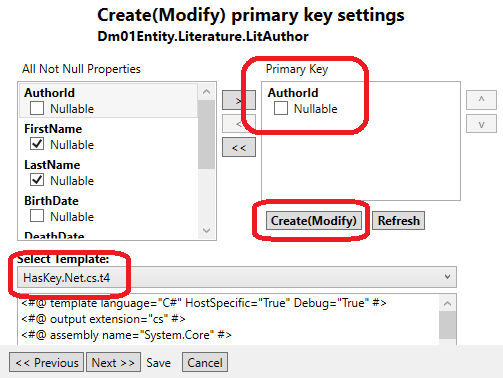 Create(Modify) primary key settings
Dm01Entity.Literature.LitAuthor
All Not Null Properties
Primary Key
AuthorId
Nullable
FirstName
Nullable
LastName
Nullable
BirthDate
Nullable
DeathDate
>
<
<<
AuthorId
Nullable
^
v
Create(Modify) Refresh
Select Template:
HasKey.Net.cs.t4
<#@ template language="C#" HostSpecific="True" Debug="True" #>
<#@ output extension="cs" #>
<#@ assembly name="System.Core" #>
<< Previous Next >> Save Cancel